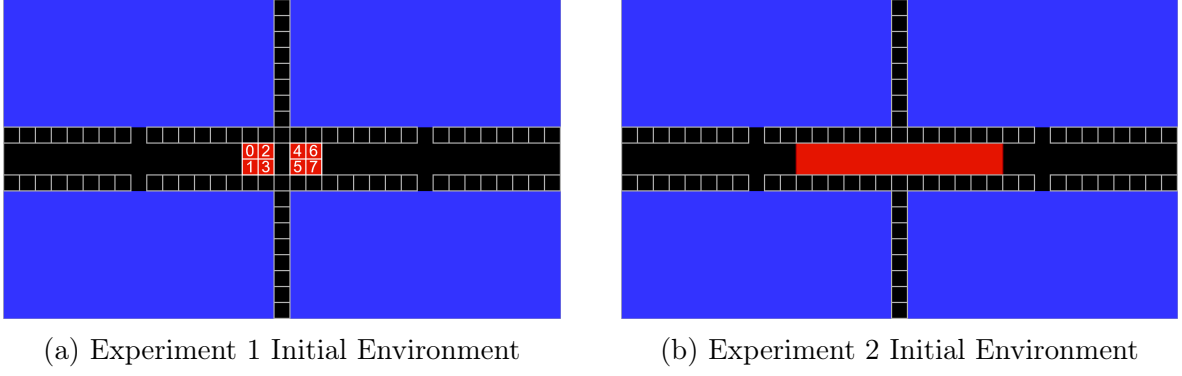 0 2 4 6
1 3 5 7
(a) Experiment 1 Initial Environment
(b) Experiment 2 Initial Environment